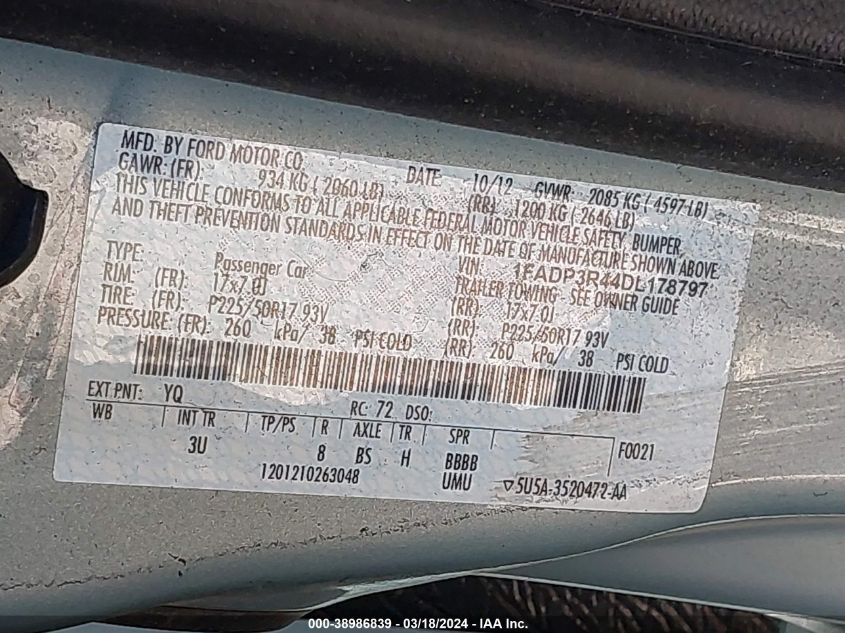 MFD. BY FORD MOTOR CO. DATE: 10/12 GVWR: 2085 KG ( 4597 LB)
GAWR: (FR) 934 KG ( 2060 LB) (RR) 1200 KG ( 2646 LB)
THIS VEHICLE CONFORMS TO ALL APPLICABLE FEDERAL MOTOR VEHICLE SAFETY, BUMPER,
AND THEFT PREVENTION STANDARDS IN EFFECT ON THE DATE OF MANUFACTURE SHOWN ABOVE
VIN: 1FADP3R44DL178797
TYPE: Passenger Car TRAILER TOWING - SEE OWNER GUIDE
RIM: (FR): 17x7.0J (RR): 17x7.0J
TIRE: (FR): P225/50R17 93V (RR): P225/50R17 93V
PRESSURE: (FR): 260 kPa/ 38 PSI COLD (RR): 260 kPa/ 38 PSI COLD
EXT PNT: YQ RC: 72 DSO:
WB INT TR TP/PS R AXLE TR SPR F0021
3U 8 BS H BBBB
1201210263048 UMU ▽5U5A-3520472-AA
000-38986839 - 03/18/2024 - IAA Inc.